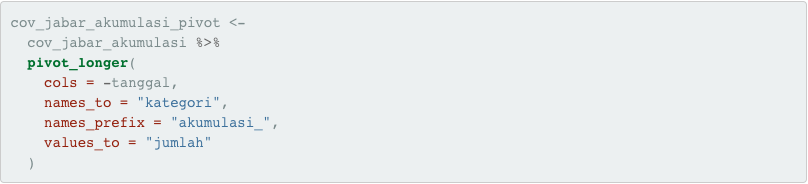 cov_jabar_akumulasi_pivot <-
  cov_jabar_akumulasi %>%
  pivot_longer(
    cols = -tanggal,
    names_to = "kategori",
    names_prefix = "akumulasi_",
    values_to = "jumlah"
  )